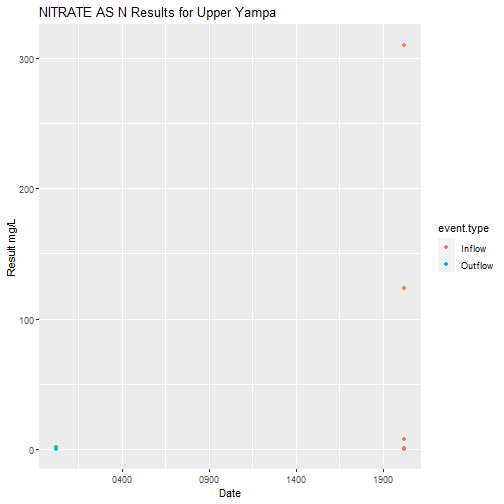 NITRATE AS N Results for Upper Yampa
300
200
100
0
Result mg/L
0400
0900
1400
1900
Date
event.type
Inflow
Outflow